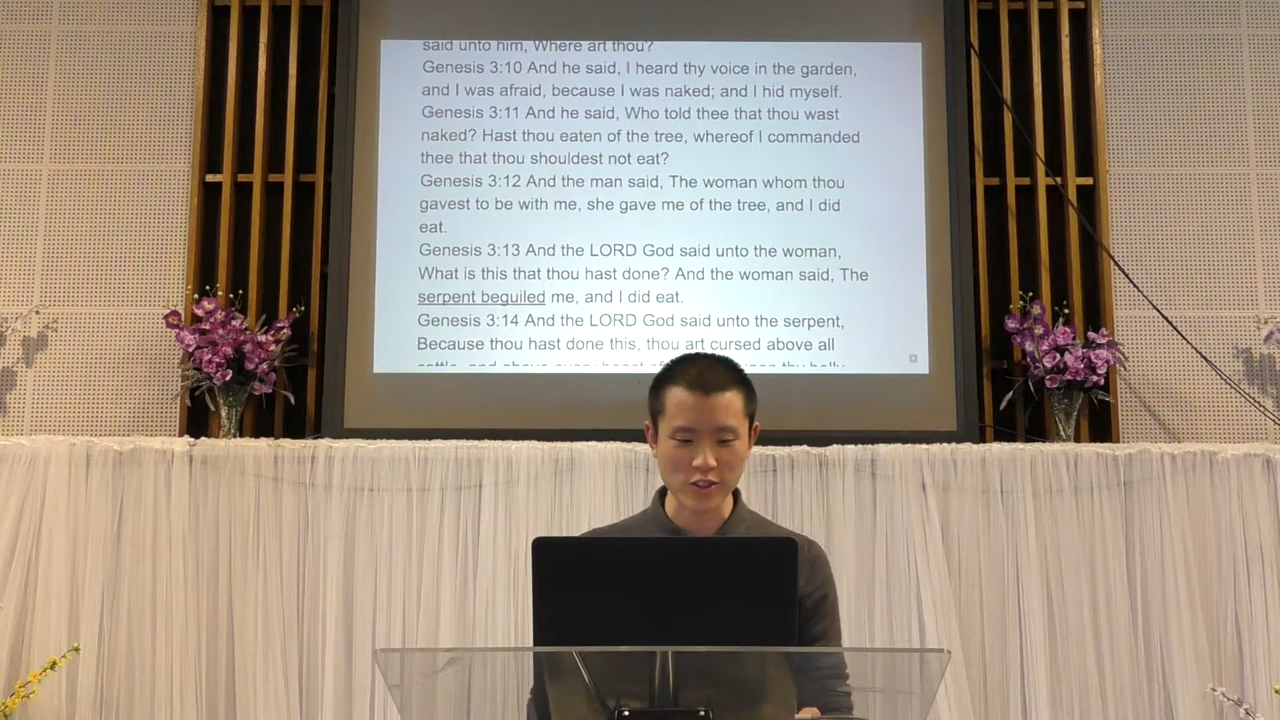 said unto him, Where art thou?
Genesis 3:10 And he said, I heard thy voice in the garden,
and I was afraid, because I was naked; and I hid myself.
Genesis 3:11 And he said, Who told thee that thou wast
naked? Hast thou eaten of the tree, whereof I commanded
thee that thou shouldest not eat?
Genesis 3:12 And the man said, The woman whom thou
gavest to be with me, she gave me of the tree, and I did
eat.
Genesis 3:13 And the LORD God said unto the woman,
What is this that thou hast done? And the woman said, The
serpent beguiled me, and I did eat.
Genesis 3:14 And the LORD God said unto the serpent,
Because thou hast done this, thou art cursed above all